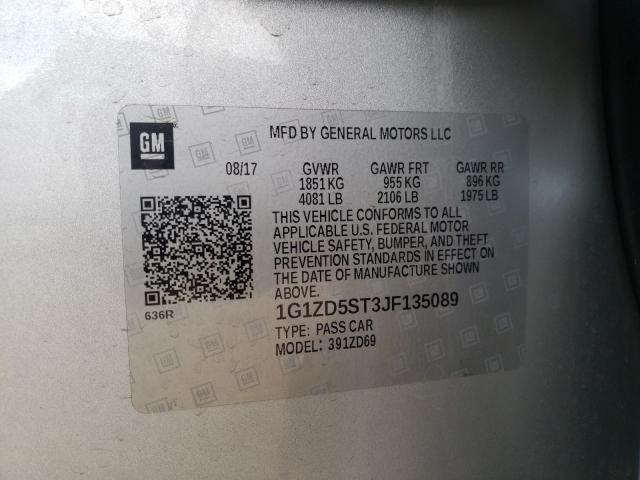 GM
MFD BY GENERAL MOTORS LLC
08/17 GVWR GAWR FRT GAWR RR
1851 KG 955 KG 896 KG
4081 LB 2106 LB 1975 LB
THIS VEHICLE CONFORMS TO ALL
APPLICABLE U.S. FEDERAL MOTOR
VEHICLE SAFETY, BUMPER, AND THEFT
PREVENTION STANDARDS IN EFFECT ON
THE DATE OF MANUFACTURE SHOWN
ABOVE.
636R
1G1ZD5ST3JF135089
TYPE: PASS CAR
MODEL: 391ZD69